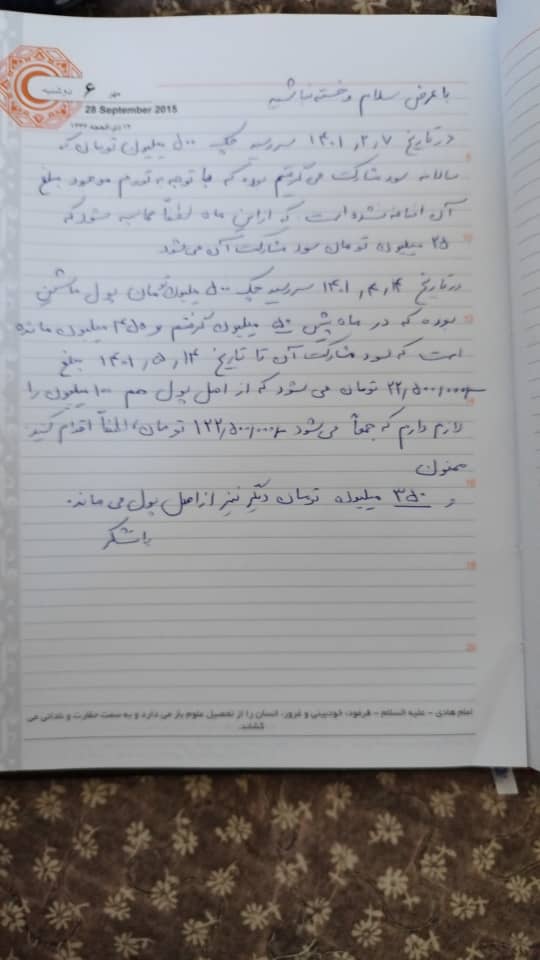 دوشنبه ۶ مهر
28 September 2015
۱۴ ذی الحجه ۱۴۳۶
با عرض سلام و خسته نباشید
در تاریخ ۱۴۰۱,۲,۷ سررسید چک ۵۰۰ میلیون تومان که
سالانه سود مشارکت می گرفتم بوده که با توجه به تورم موجود مبلغ
آن اضافه نشده است که از این ماه لطفاً محاسبه شود که
۲۵ میلیون تومان سود مشارکت آن می شود
در تاریخ ۱۴۰۱,۴,۱۴ سررسید چک ۵۰۰ میلیون تومان پول ماشین
بوده که در ماه پیش ۵۰ میلیون گرفتم و ۴۵۰ میلیون مانده
است که سود مشارکت آن تا تاریخ ۱۴۰۱,۵,۱۴ مبلغ
۲۲,۵۰۰,۰۰۰ تومان می شود که از اصل پول هم ۱۰۰ میلیون را
لازم دارم که جمعاً می شود ۱۲۲,۵۰۰,۰۰۰ تومان، لطفاً اقدام کنید
ممنون
و ۳۵۰ میلیون تومان دیگر نیز از اصل پول می ماند.
باتشکر
امام هادی - علیه السلام - فرمود: خودبینی و غرور، انسان را از تحصیل علوم باز می دارد و به سمت حقارت و نادانی می
کشاند.